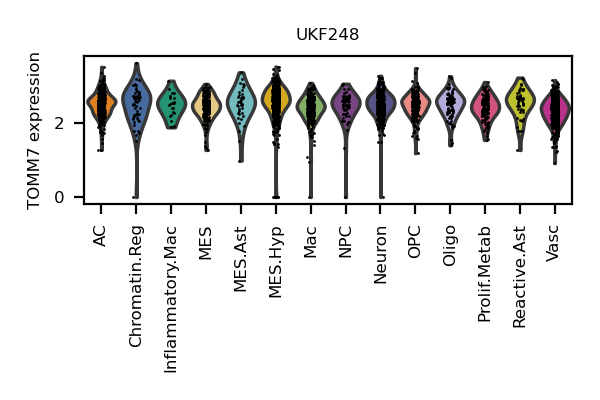 UKF248
TOMM7 expression
2
0
AC
Chromatin.Reg
Inflammatory.Mac
MES
MES.Ast
MES.Hyp
Mac
NPC
Neuron
OPC
Oligo
Prolif.Metab
Reactive.Ast
Vasc